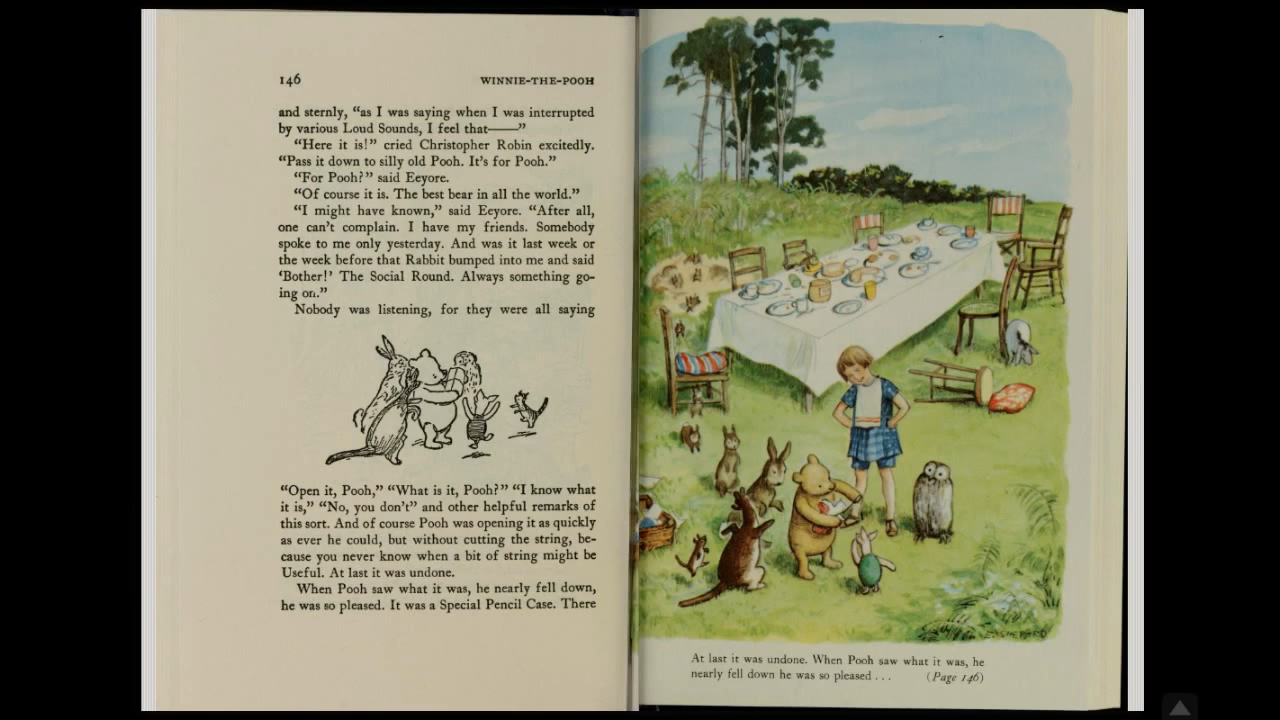 146 WINNIE-THE-POOH
and sternly, “as I was saying when I was interrupted
by various Loud Sounds, I feel that——”
“Here it is!” cried Christopher Robin excitedly.
“Pass it down to silly old Pooh. It's for Pooh.”
“For Pooh?” said Eeyore.
“Of course it is. The best bear in all the world.”
“I might have known,” said Eeyore. “After all,
one can't complain. I have my friends. Somebody
spoke to me only yesterday. And was it last week or
the week before that Rabbit bumped into me and said
‘Bother!’ The Social Round. Always something go-
ing on.”
Nobody was listening, for they were all saying
“Open it, Pooh,” “What is it, Pooh?” “I know what
it is,” “No, you don't” and other helpful remarks of
this sort. And of course Pooh was opening it as quickly
as ever he could, but without cutting the string, be-
cause you never know when a bit of string might be
Useful. At last it was undone.
When Pooh saw what it was, he nearly fell down,
he was so pleased. It was a Special Pencil Case. There
At last it was undone. When Pooh saw what it was, he
nearly fell down he was so pleased . . . (Page 146)